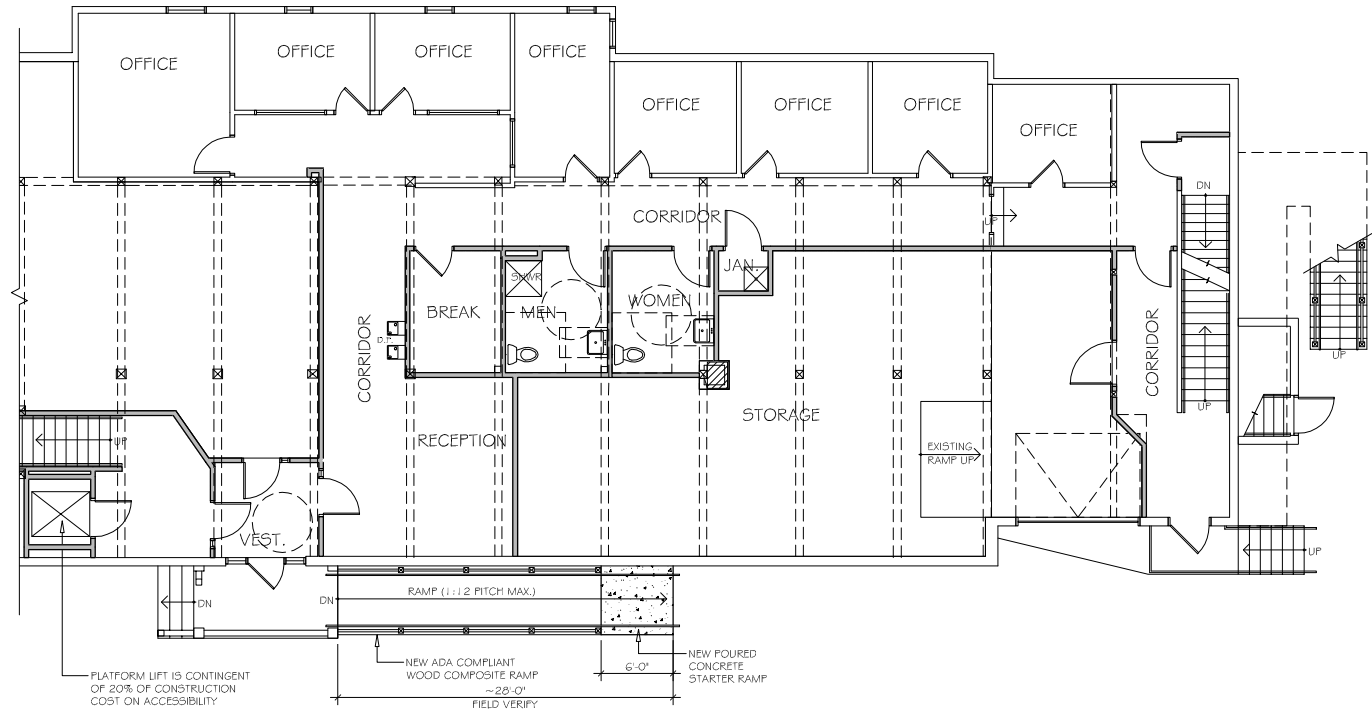 OFFICE
OFFICE
OFFICE
OFFICE
OFFICE
OFFICE
OFFICE
OFFICE
DN
CORRIDOR
UP
JAN.
SHWR
MEN
WOMEN
BREAK
D.F.
CORRIDOR
CORRIDOR
UP
UP
STORAGE
RECEPTION
UP
EXISTING
RAMP UP
VEST.
UP
DN
DN
RAMP (1:12 PITCH MAX.)
NEW ADA COMPLIANT
WOOD COMPOSITE RAMP
6'-0"
NEW POURED
CONCRETE
STARTER RAMP
PLATFORM LIFT IS CONTINGENT
OF 20% OF CONSTRUCTION
COST ON ACCESSIBILITY
~28'-0"
FIELD VERIFY